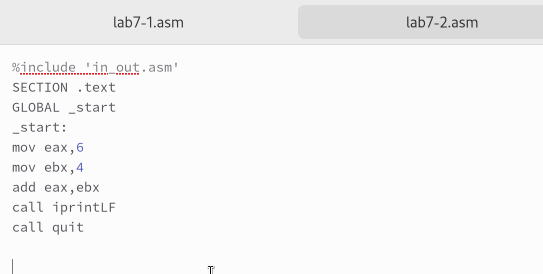 lab7-1.asm
lab7-2.asm
%include 'in_out.asm'
SECTION .text
GLOBAL _start
_start:
mov eax,6
mov ebx,4
add eax,ebx
call iprintLF
call quit